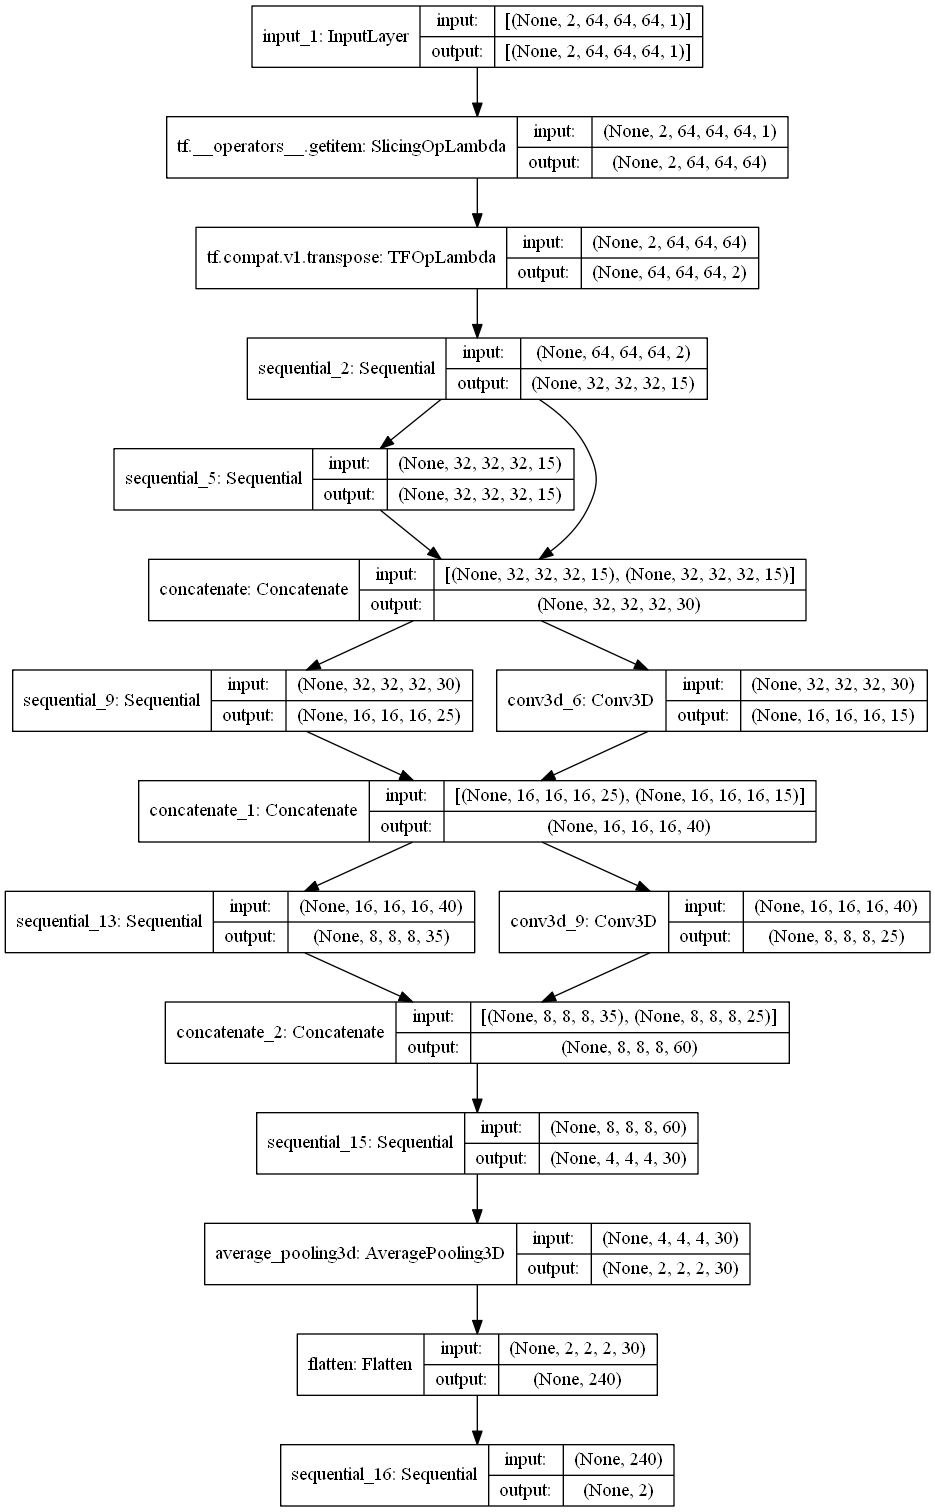 input_1: InputLayer
input: [(None, 2, 64, 64, 64, 1)]
output: [(None, 2, 64, 64, 64, 1)]
tf.__operators__.getitem: SlicingOpLambda
input: (None, 2, 64, 64, 64, 1)
output: (None, 2, 64, 64, 64)
tf.compat.v1.transpose: TFOpLambda
input: (None, 2, 64, 64, 64)
output: (None, 64, 64, 64, 2)
sequential_2: Sequential
input: (None, 64, 64, 64, 2)
output: (None, 32, 32, 32, 15)
sequential_5: Sequential
input: (None, 32, 32, 32, 15)
output: (None, 32, 32, 32, 15)
concatenate: Concatenate
input: [(None, 32, 32, 32, 15), (None, 32, 32, 32, 15)]
output: (None, 32, 32, 32, 30)
sequential_9: Sequential
input: (None, 32, 32, 32, 30)
output: (None, 16, 16, 16, 25)
conv3d_6: Conv3D
input: (None, 32, 32, 32, 30)
output: (None, 16, 16, 16, 15)
concatenate_1: Concatenate
input: [(None, 16, 16, 16, 25), (None, 16, 16, 16, 15)]
output: (None, 16, 16, 16, 40)
sequential_13: Sequential
input: (None, 16, 16, 16, 40)
output: (None, 8, 8, 8, 35)
conv3d_9: Conv3D
input: (None, 16, 16, 16, 40)
output: (None, 8, 8, 8, 25)
concatenate_2: Concatenate
input: [(None, 8, 8, 8, 35), (None, 8, 8, 8, 25)]
output: (None, 8, 8, 8, 60)
sequential_15: Sequential
input: (None, 8, 8, 8, 60)
output: (None, 4, 4, 4, 30)
average_pooling3d: AveragePooling3D
input: (None, 4, 4, 4, 30)
output: (None, 2, 2, 2, 30)
flatten: Flatten
input: (None, 2, 2, 2, 30)
output: (None, 240)
sequential_16: Sequential
input: (None, 240)
output: (None, 2)